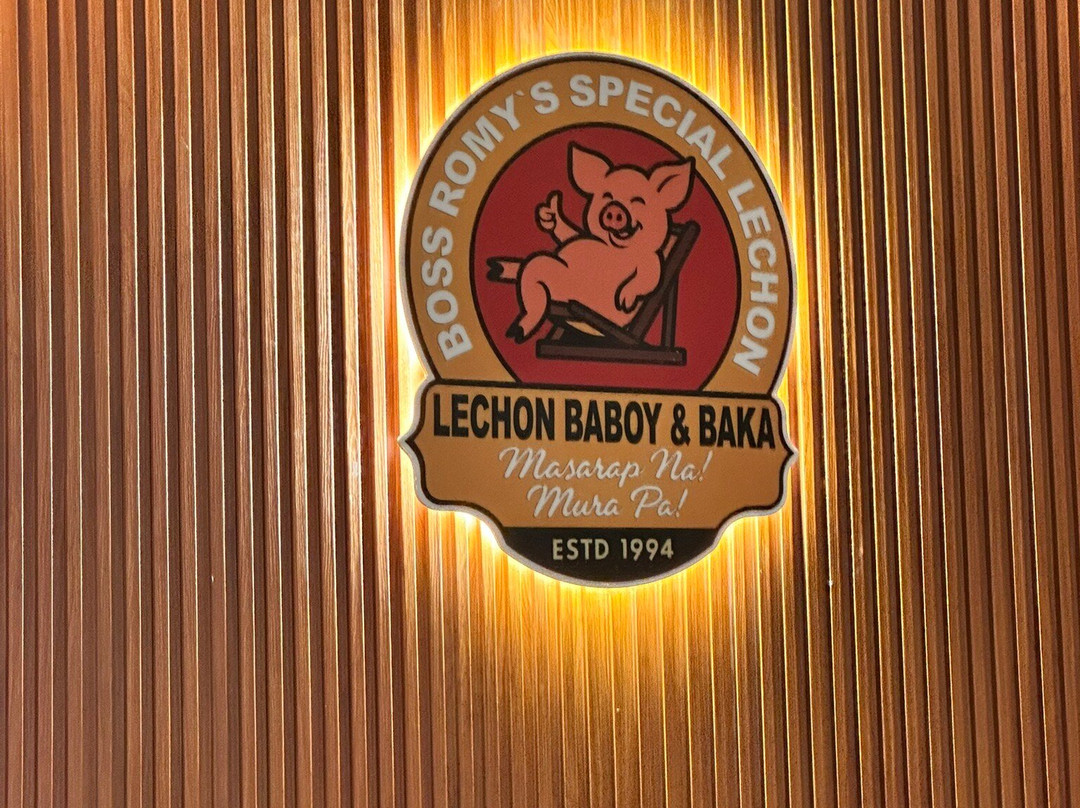 BOSS ROMY`S SPECIAL LECHON
LECHON BABOY & BAKA
Masarap Na!
Mura Pa!
ESTD 1994